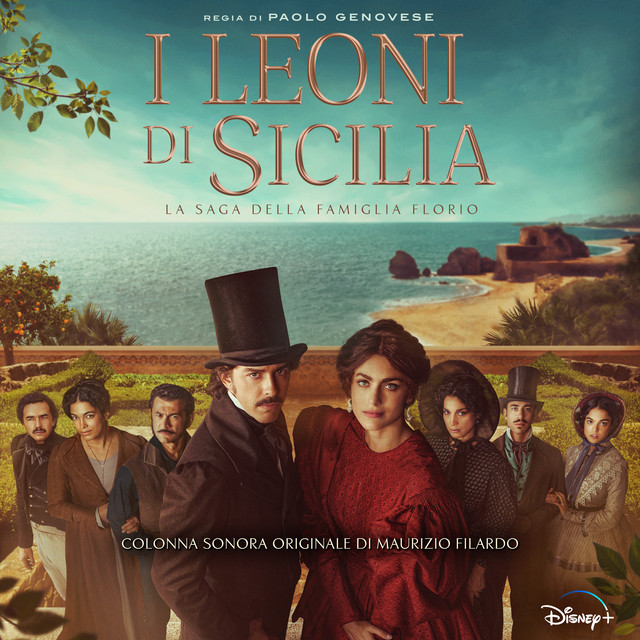 REGIA DI PAOLO GENOVESE
I LEONI
DI SICILIA
LA SAGA DELLA FAMIGLIA FLORIO
COLONNA SONORA ORIGINALE DI MAURIZIO FILARDO
Disney+